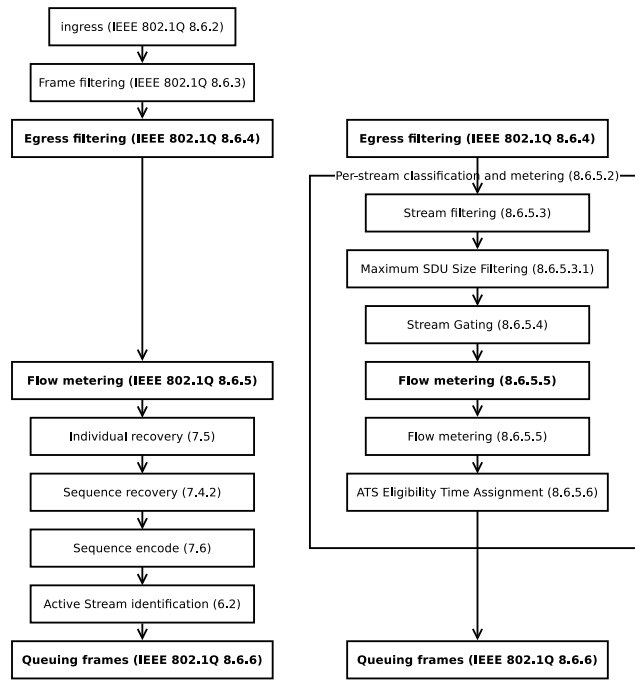 ingress (IEEE 802.1Q 8.6.2)
Frame filtering (IEEE 802.1Q 8.6.3)
Egress filtering (IEEE 802.1Q 8.6.4)
Flow metering (IEEE 802.1Q 8.6.5)
Individual recovery (7.5)
Sequence recovery (7.4.2)
Sequence encode (7.6)
Active Stream identification (6.2)
Queuing frames (IEEE 802.1Q 8.6.6)
Egress filtering (IEEE 802.1Q 8.6.4)
Per-stream classification and metering (8.6.5.2)
Stream filtering (8.6.5.3)
Maximum SDU Size Filtering (8.6.5.3.1)
Stream Gating (8.6.5.4)
Flow metering (8.6.5.5)
Flow metering (8.6.5.5)
ATS Eligibility Time Assignment (8.6.5.6)
Queuing frames (IEEE 802.1Q 8.6.6)